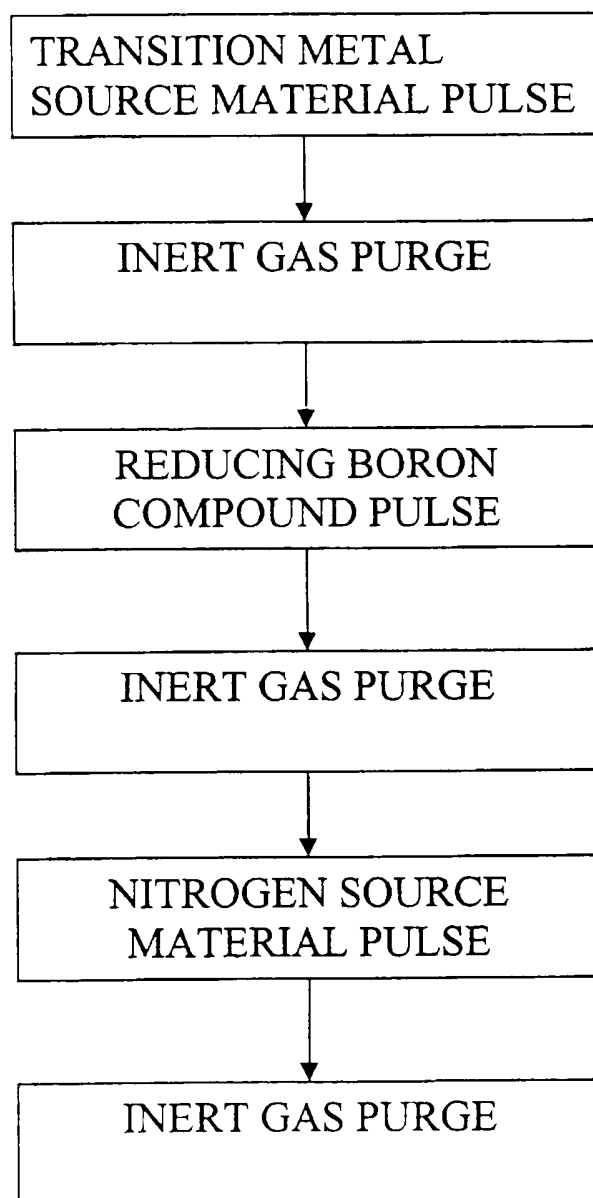 TRANSITION METAL
SOURCE MATERIAL PULSE
INERT GAS PURGE
REDUCING BORON
COMPOUND PULSE
INERT GAS PURGE
NITROGEN SOURCE
MATERIAL PULSE
INERT GAS PURGE